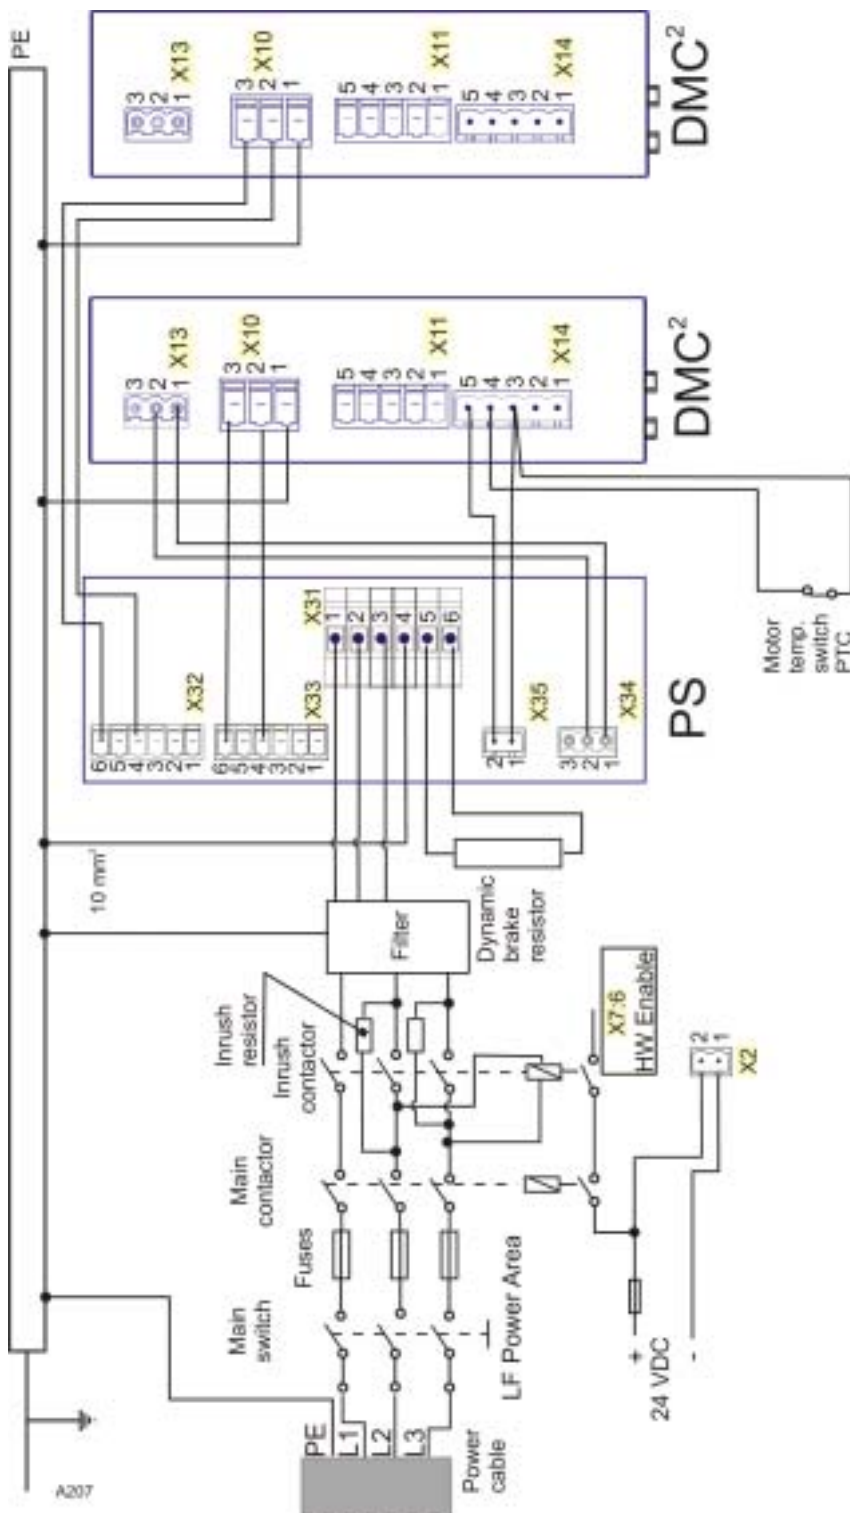 PE
X13
3 2 1
X10
3 2 1
X11
5 4 3 2 1
X14
5 4 3 2 1
DMC²
X13
3 2 1
X10
3 2 1
X11
5 4 3 2 1
X14
5 4 3 2 1
DMC²
X32
6 5 4 3 2 1
X33
6 5 4 3 2 1
X31
1 2 3 4 5 6
X35
2 1
X34
3 2 1
PS
Motor
temp.
switch
PTC
10 mm²
Filter
Dynamic
brake
resistor
Inrush
resistor
Inrush
contactor
Main
contactor
Fuses
Main
switch
LF Power Area
X7:6
HW Enable
2 1
X2
+
24 VDC
-
PE
L1
L2
L3
Power
cable
A207